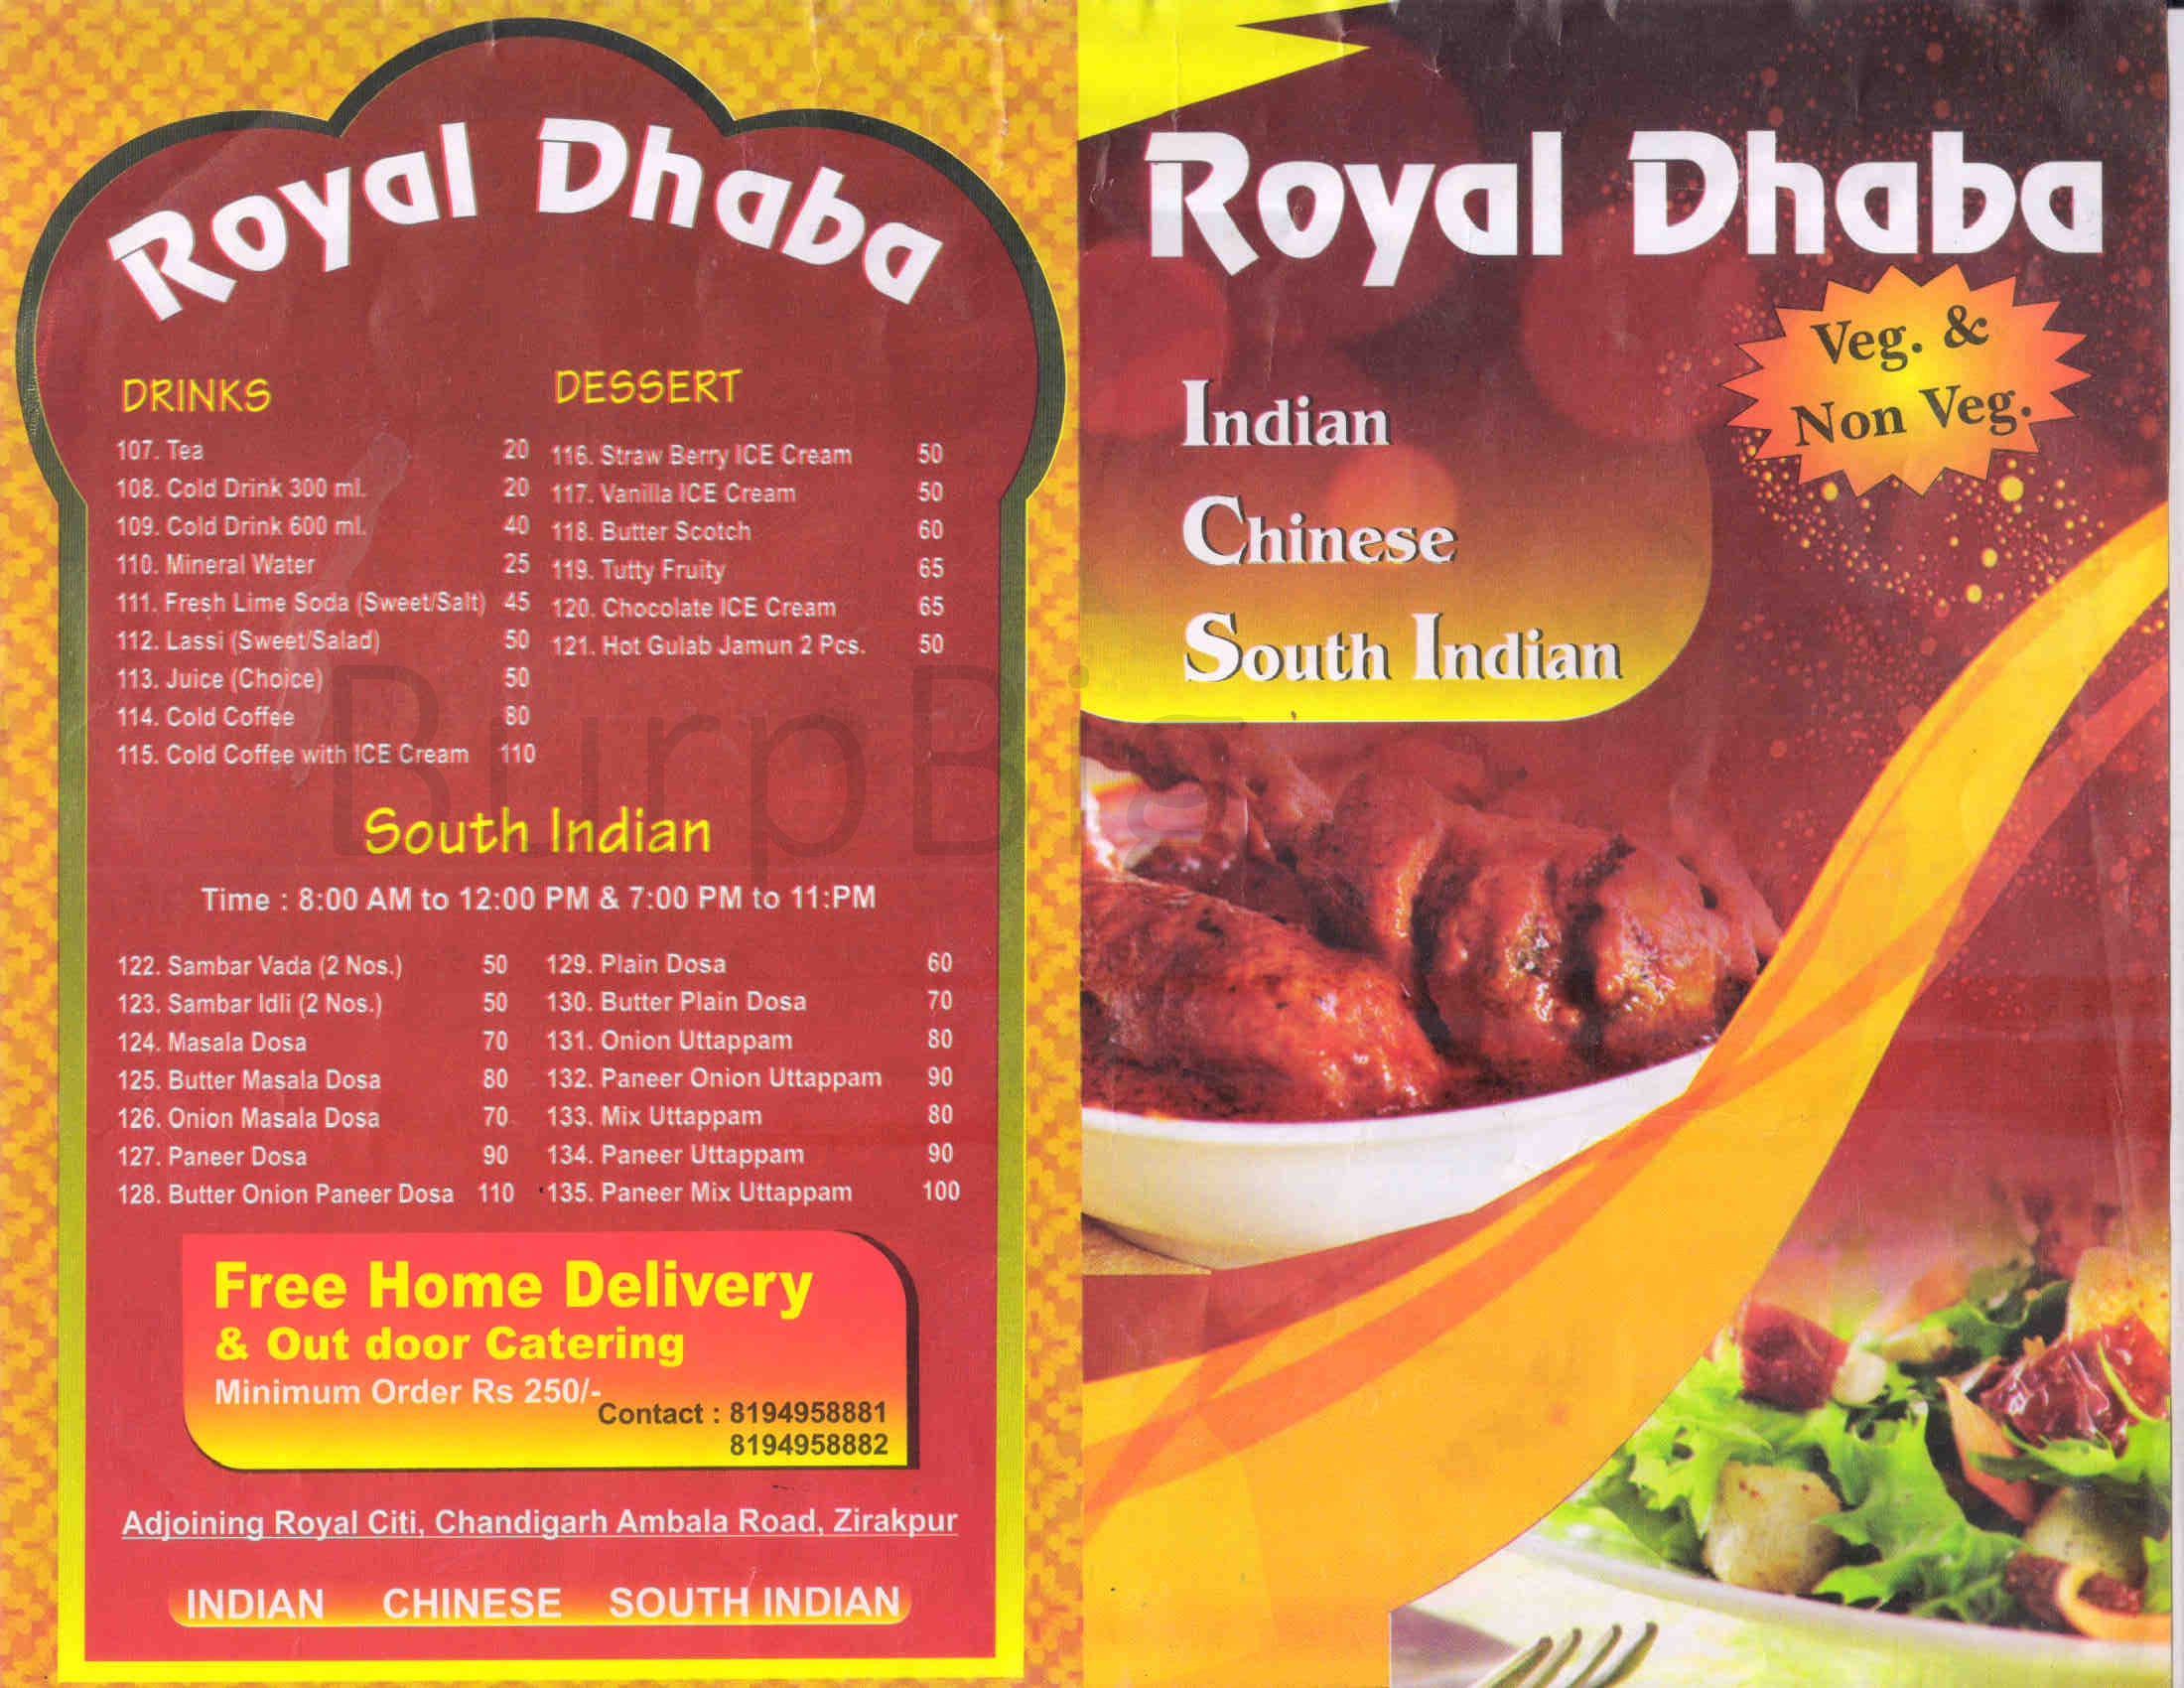 Royal Dhaba
DRINKS
107. Tea 20
108. Cold Drink 300 ml. 20
109. Cold Drink 600 ml. 40
110. Mineral Water 25
111. Fresh Lime Soda (Sweet/Salt) 45
112. Lassi (Sweet/Salad) 50
113. Juice (Choice) 50
114. Cold Coffee 80
115. Cold Coffee with ICE Cream 110
DESSERT
116. Straw Berry ICE Cream 50
117. Vanilla ICE Cream 50
118. Butter Scotch 60
119. Tutty Fruity 65
120. Chocolate ICE Cream 65
121. Hot Gulab Jamun 2 Pcs. 50
South Indian
Time : 8:00 AM to 12:00 PM & 7:00 PM to 11:PM
122. Sambar Vada (2 Nos.) 50
123. Sambar Idli (2 Nos.) 50
124. Masala Dosa 70
125. Butter Masala Dosa 80
126. Onion Masala Dosa 70
127. Paneer Dosa 90
128. Butter Onion Paneer Dosa 110
129. Plain Dosa 60
130. Butter Plain Dosa 70
131. Onion Uttappam 80
132. Paneer Onion Uttappam 90
133. Mix Uttappam 80
134. Paneer Uttappam 90
135. Paneer Mix Uttappam 100
Free Home Delivery
& Out door Catering
Minimum Order Rs 250/-
Contact : 8194958881
8194958882
Adjoining Royal Citi, Chandigarh Ambala Road, Zirakpur
INDIAN CHINESE SOUTH INDIAN
Royal Dhaba
Veg. &
Non Veg.
Indian
Chinese
South Indian
BurpBig